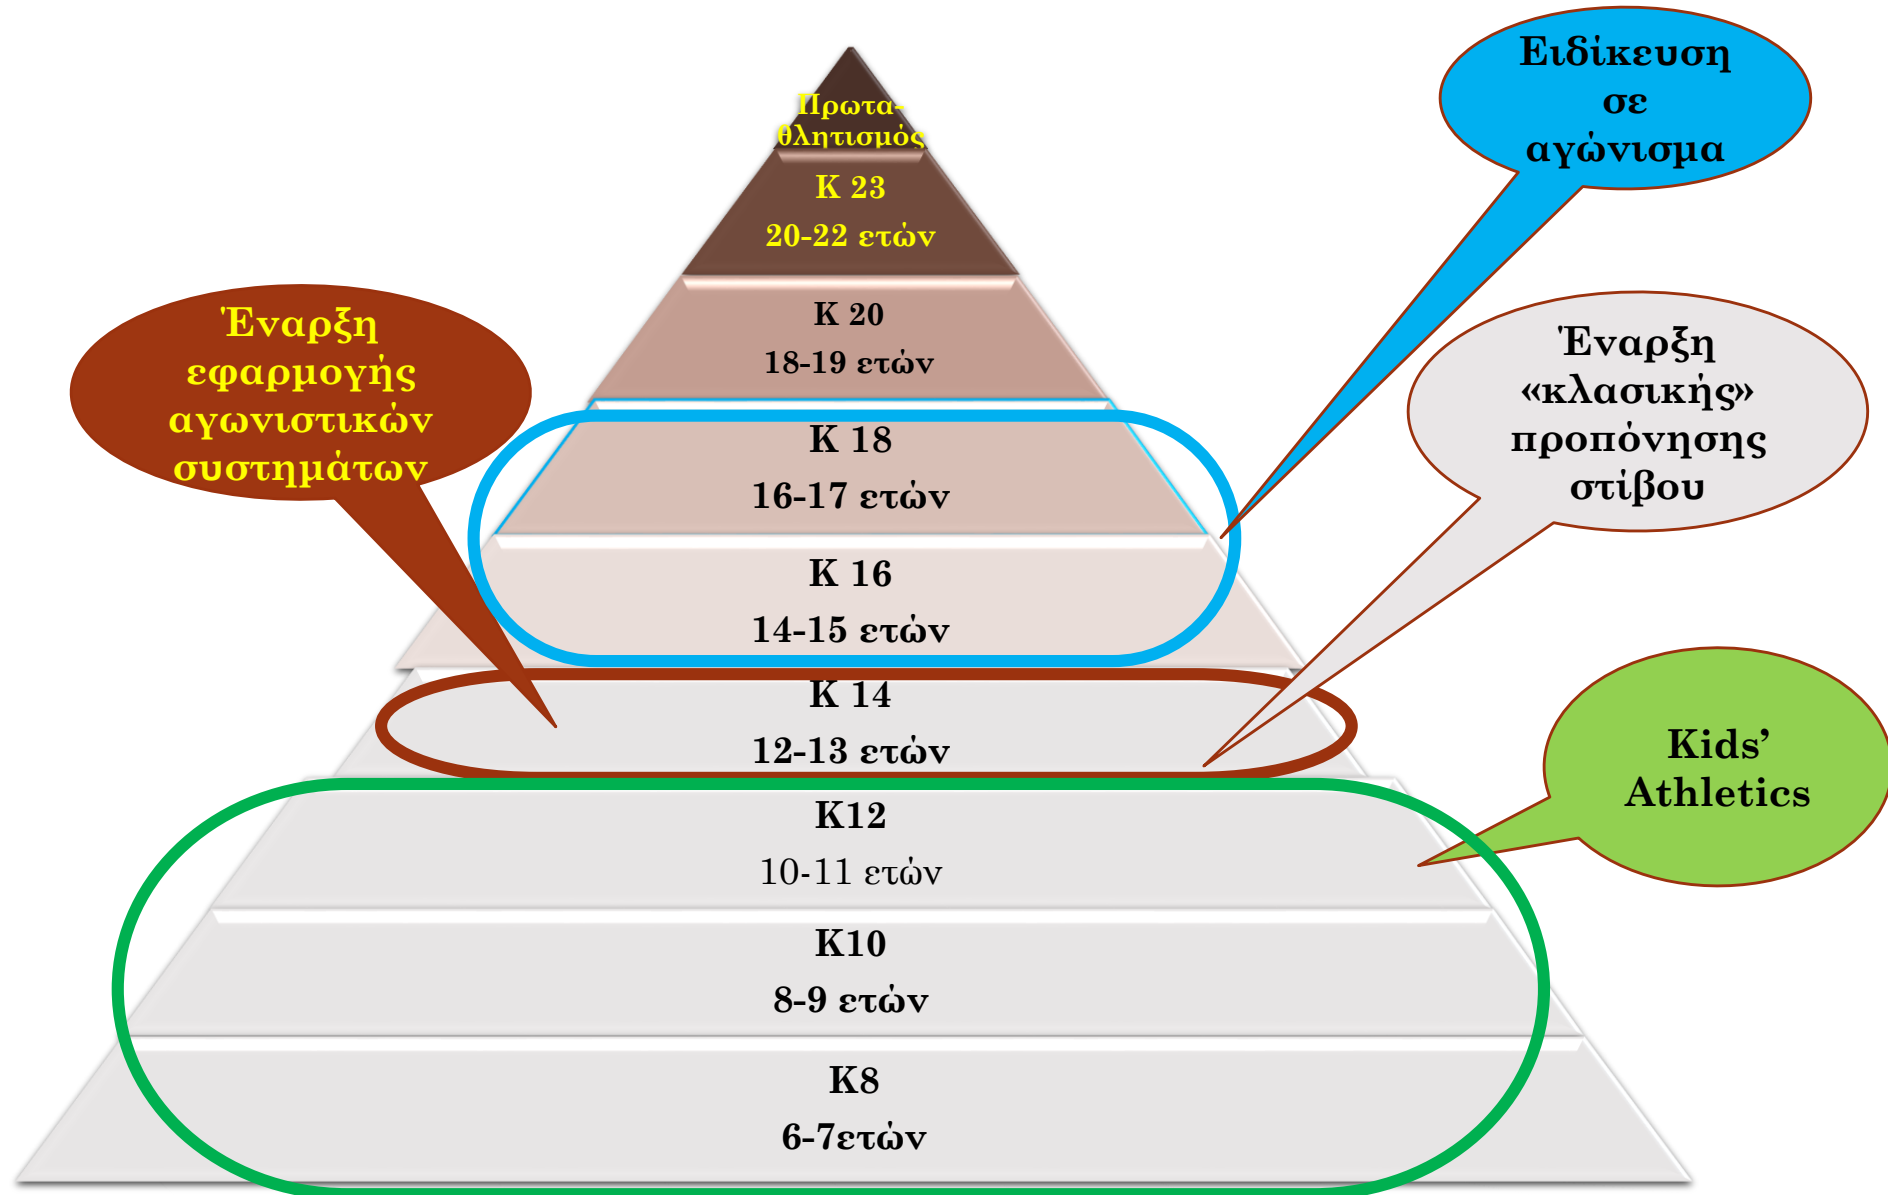 Πρωτα-
θλητισμός
Κ 23
20-22 ετών
Κ 20
18-19 ετών
Κ 18
16-17 ετών
Κ 16
14-15 ετών
Κ 14
12-13 ετών
Κ12
10-11 ετών
Κ10
8-9 ετών
Κ8
6-7ετών
Έναρξη
εφαρμογής
αγωνιστικών
συστημάτων
Ειδίκευση
σε
αγώνισμα
Έναρξη
«κλασικής»
προπόνησης
στίβου
Kids’
Athletics